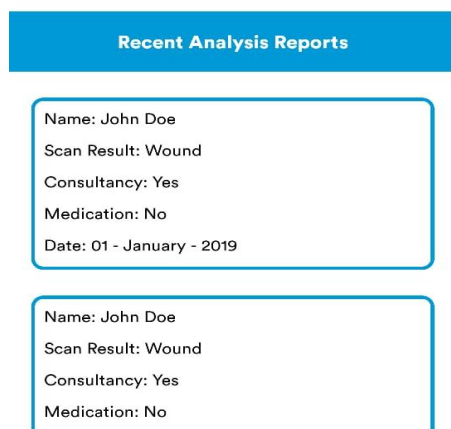 Recent Analysis Reports
Name: John Doe
Scan Result: Wound
Consultancy: Yes
Medication: No
Date: 01 - January - 2019
Name: John Doe
Scan Result: Wound
Consultancy: Yes
Medication: No